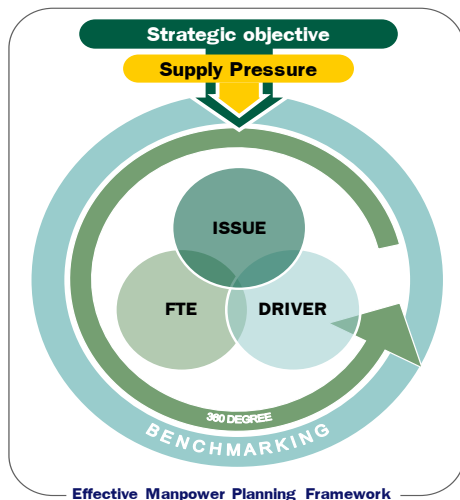 Strategic objective
Supply Pressure
ISSUE
FTE
DRIVER
360 DEGREE
BENCHMARKING
Effective Manpower Planning Framework